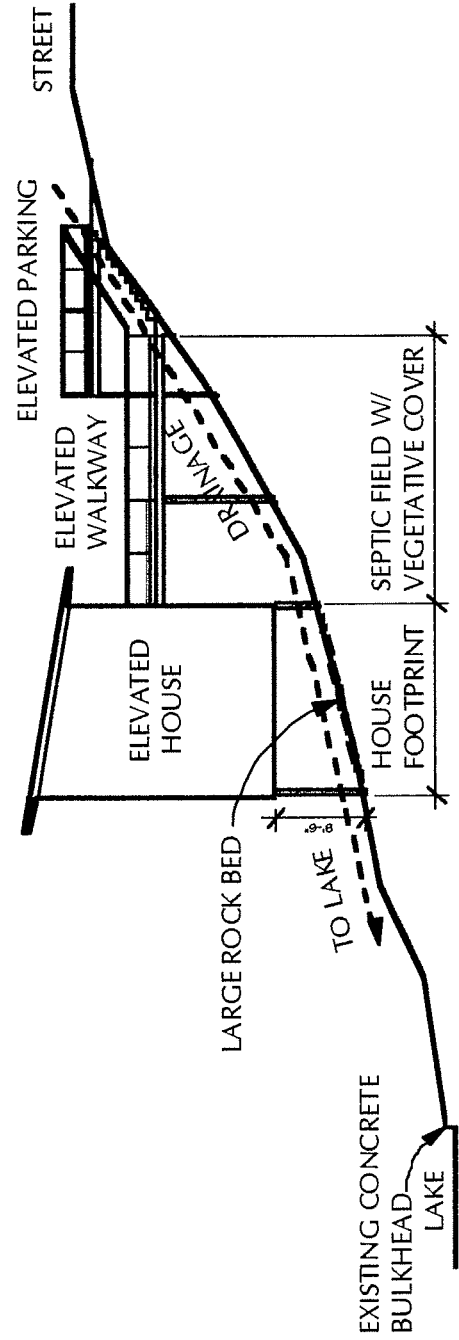 STREET
ELEVATED PARKING
ELEVATED
WALKWAY
DRAINAGE
ELEVATED
HOUSE
SEPTIC FIELD W/
VEGETATIVE COVER
HOUSE
FOOTPRINT
LARGE ROCK BED
TO LAKE
EXISTING CONCRETE
BULKHEAD
LAKE